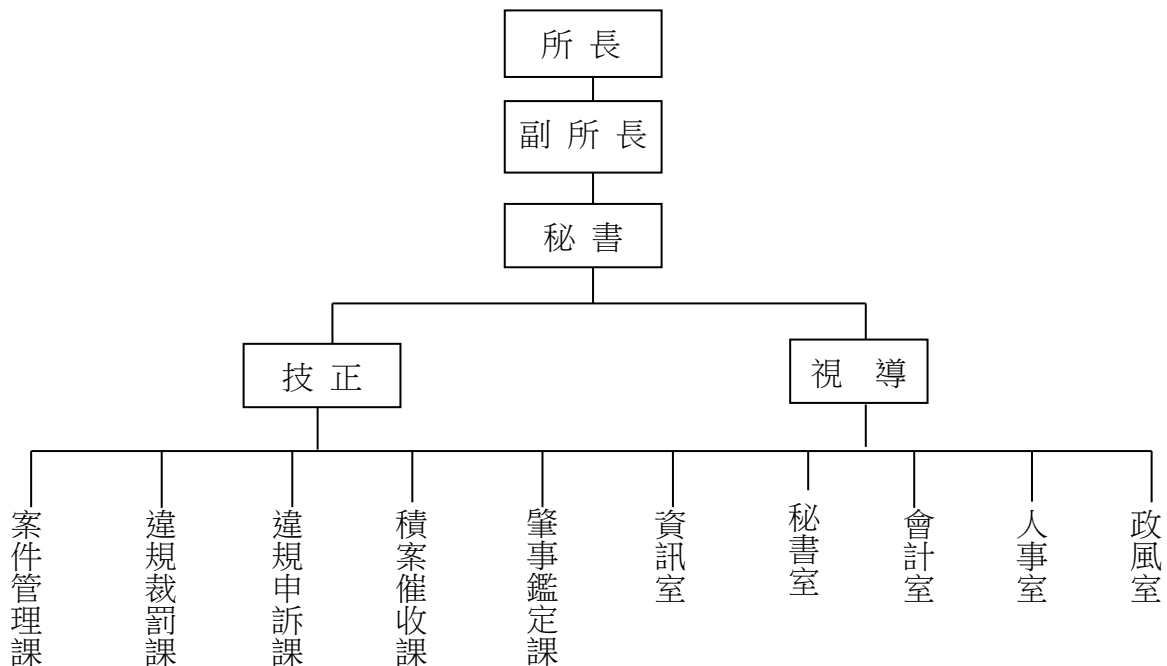 所 長
副 所 長
秘 書
技 正
視 導
案件管理課
違規裁罰課
違規申訴課
積案催收課
肇事鑑定課
資訊室
秘書室
會計室
人事室
政風室